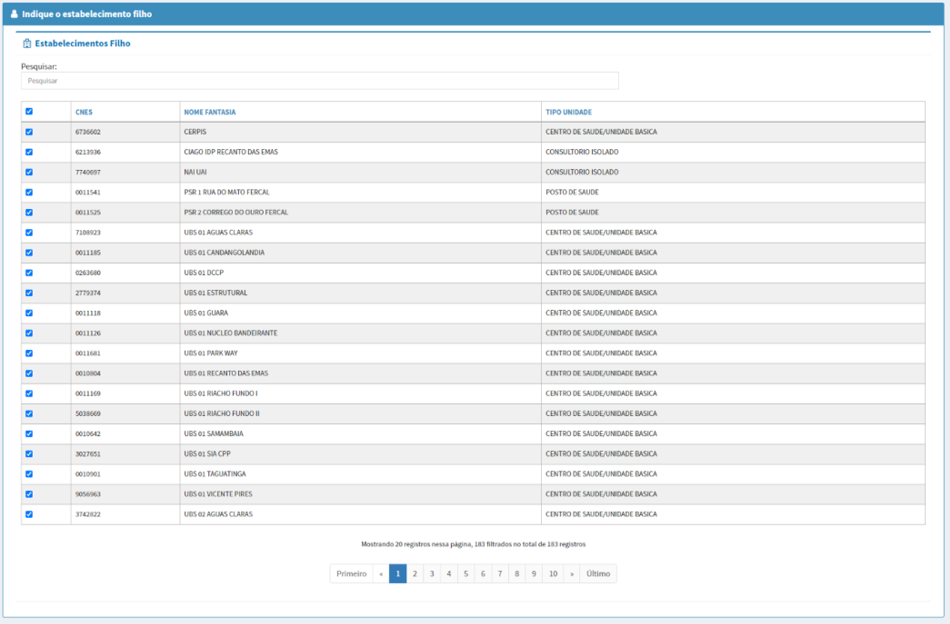 Indique o estabelecimento filho
Estabelecimentos Filho
Pesquisar:
Pesquisar
CNES NOME FANTASIA TIPO UNIDADE
6736602 CERPIS CENTRO DE SAUDE/UNIDADE BASICA
6213936 CIAGO IDP RECANTO DAS EMAS CONSULTORIO ISOLADO
7740697 NAI UAI CONSULTORIO ISOLADO
0011541 PSR 1 RUA DO MATO FERCAL POSTO DE SAUDE
0011525 PSR 2 CORREGO DO OURO FERCAL POSTO DE SAUDE
7108923 UBS 01 AGUAS CLARAS CENTRO DE SAUDE/UNIDADE BASICA
0011185 UBS 01 CANDANGOLANDIA CENTRO DE SAUDE/UNIDADE BASICA
0263680 UBS 01 DCCP CENTRO DE SAUDE/UNIDADE BASICA
2779374 UBS 01 ESTRUTURAL CENTRO DE SAUDE/UNIDADE BASICA
0011118 UBS 01 GUARA CENTRO DE SAUDE/UNIDADE BASICA
0011126 UBS 01 NUCLEO BANDEIRANTE CENTRO DE SAUDE/UNIDADE BASICA
0011681 UBS 01 PARK WAY CENTRO DE SAUDE/UNIDADE BASICA
0010804 UBS 01 RECANTO DAS EMAS CENTRO DE SAUDE/UNIDADE BASICA
0011169 UBS 01 RIACHO FUNDO I CENTRO DE SAUDE/UNIDADE BASICA
5038669 UBS 01 RIACHO FUNDO II CENTRO DE SAUDE/UNIDADE BASICA
0010642 UBS 01 SAMAMBAIA CENTRO DE SAUDE/UNIDADE BASICA
3027651 UBS 01 SIA CPP CENTRO DE SAUDE/UNIDADE BASICA
0010901 UBS 01 TAGUATINGA CENTRO DE SAUDE/UNIDADE BASICA
9056963 UBS 01 VICENTE PIRES CENTRO DE SAUDE/UNIDADE BASICA
3742822 UBS 02 AGUAS CLARAS CENTRO DE SAUDE/UNIDADE BASICA
Mostrando 20 registros nessa página, 183 filtrados no total de 183 registros
Primeiro « 1 2 3 4 5 6 7 8 9 10 » Último